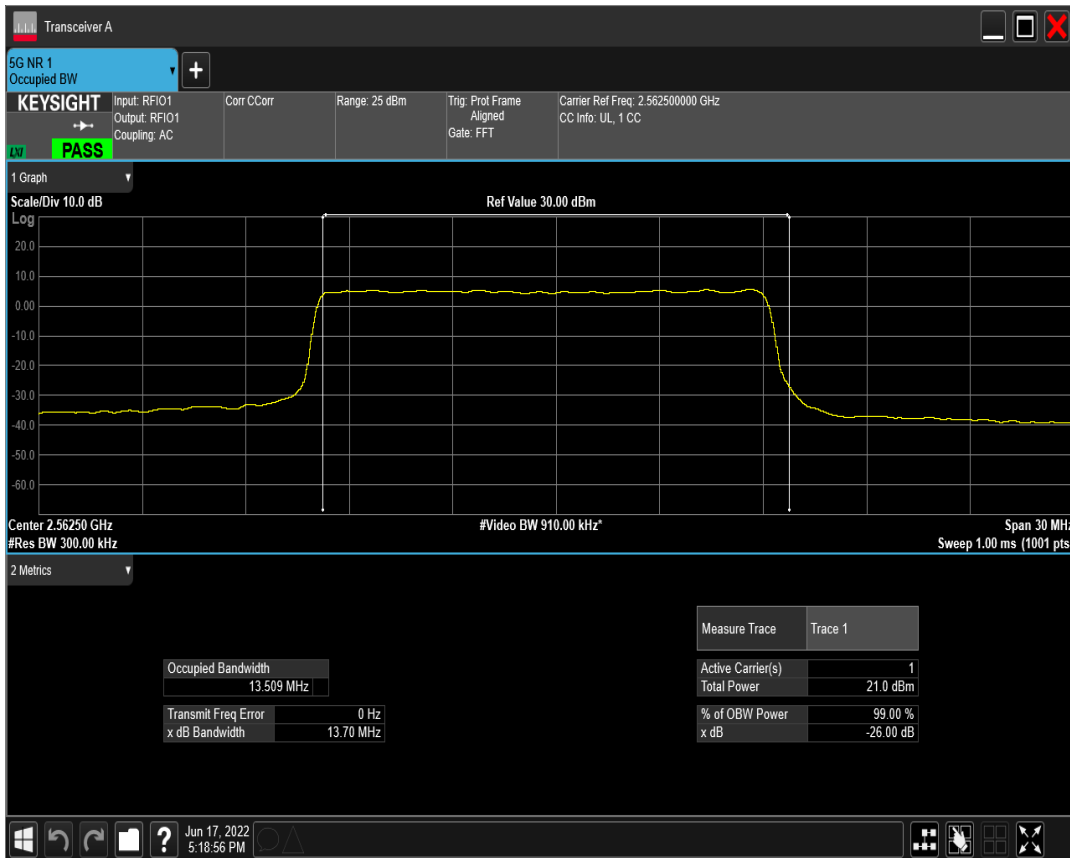 Transceiver A
5G NR 1
Occupied BW
+
KEYSIGHT
LXI
PASS
Input: RFIO1
Output: RFIO1
Coupling: AC
Corr CCorr
Range: 25 dBm
Trig: Prot Frame
Aligned
Gate: FFT
Carrier Ref Freq: 2.562500000 GHz
CC Info: UL, 1 CC
1 Graph
Scale/Div 10.0 dB
Ref Value 30.00 dBm
Log
20.0
10.0
0.00
-10.0
-20.0
-30.0
-40.0
-50.0
-60.0
Center 2.56250 GHz
#Video BW 910.00 kHz*
Span 30 MHz
#Res BW 300.00 kHz
Sweep 1.00 ms (1001 pts
2 Metrics
Measure Trace Trace 1
Occupied Bandwidth
13.509 MHz
Active Carrier(s) 1
Total Power 21.0 dBm
Transmit Freq Error 0 Hz
x dB Bandwidth 13.70 MHz
% of OBW Power 99.00 %
x dB -26.00 dB
?
Jun 17, 2022
5:18:56 PM